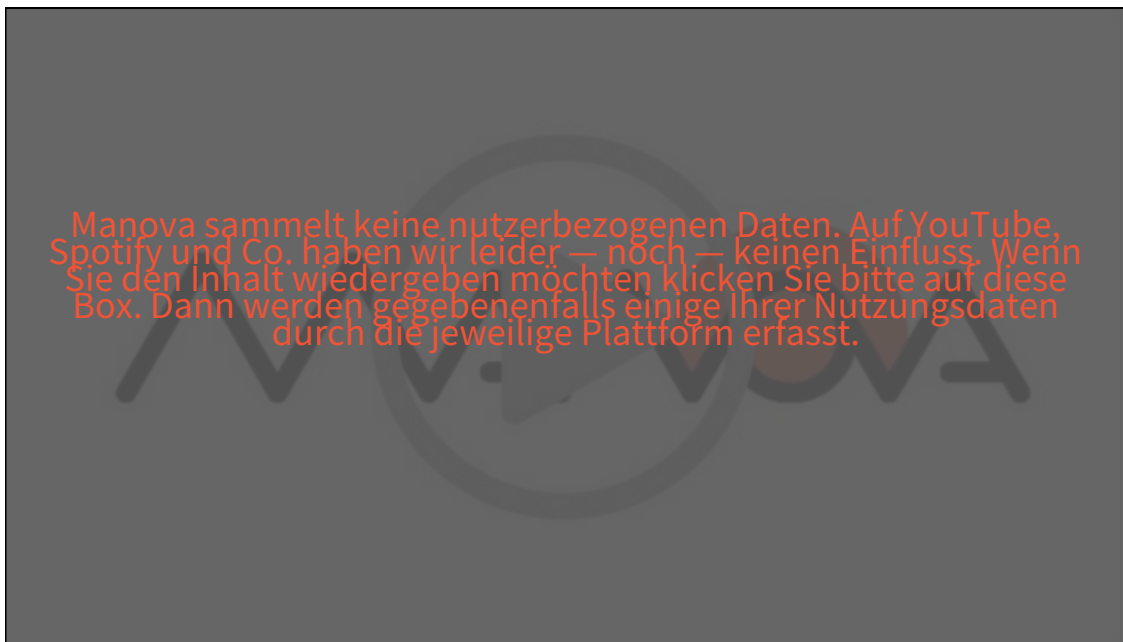 Manova sammelt keine nutzerbezogenen Daten. Auf YouTube,
Spotify und Co. haben wir leider — noch — keinen Einfluss. Wenn
Sie den Inhalt wiedergeben möchten klicken Sie bitte auf diese
Box. Dann werden gegebenenfalls einige Ihrer Nutzungsdaten
durch die jeweilige Plattform erfasst.
MANOVA